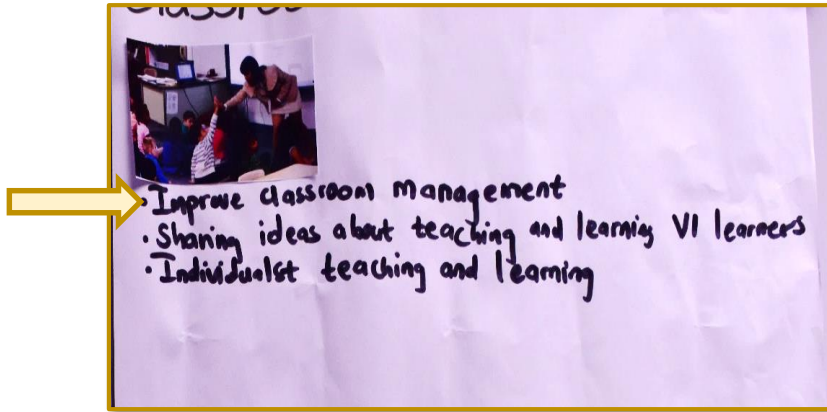 • Improve classroom management
• Sharing ideas about teaching and learning VI learners
• Individualst teaching and learning